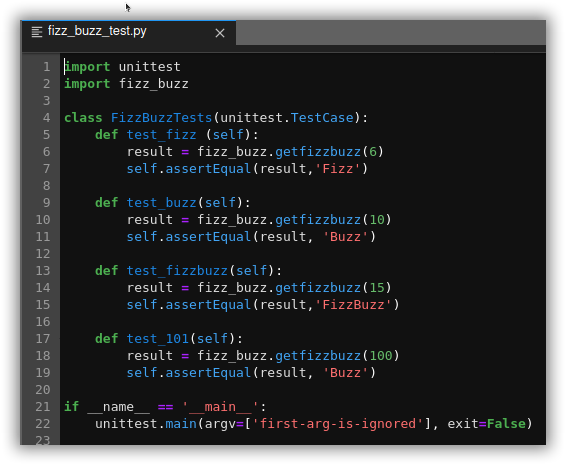 fizz_buzz_test.py
1 import unittest
2 import fizz_buzz
3
4 class FizzBuzzTests(unittest.TestCase):
5     def test_fizz (self):
6         result = fizz_buzz.getfizzbuzz(6)
7         self.assertEqual(result,'Fizz')
8
9     def test_buzz(self):
10         result = fizz_buzz.getfizzbuzz(10)
11         self.assertEqual(result, 'Buzz')
12
13     def test_fizzbuzz(self):
14         result = fizz_buzz.getfizzbuzz(15)
15         self.assertEqual(result,'FizzBuzz')
16
17     def test_101(self):
18         result = fizz_buzz.getfizzbuzz(100)
19         self.assertEqual(result, 'Buzz')
20
21 if __name__ == '__main__':
22     unittest.main(argv=['first-arg-is-ignored'], exit=False)
23